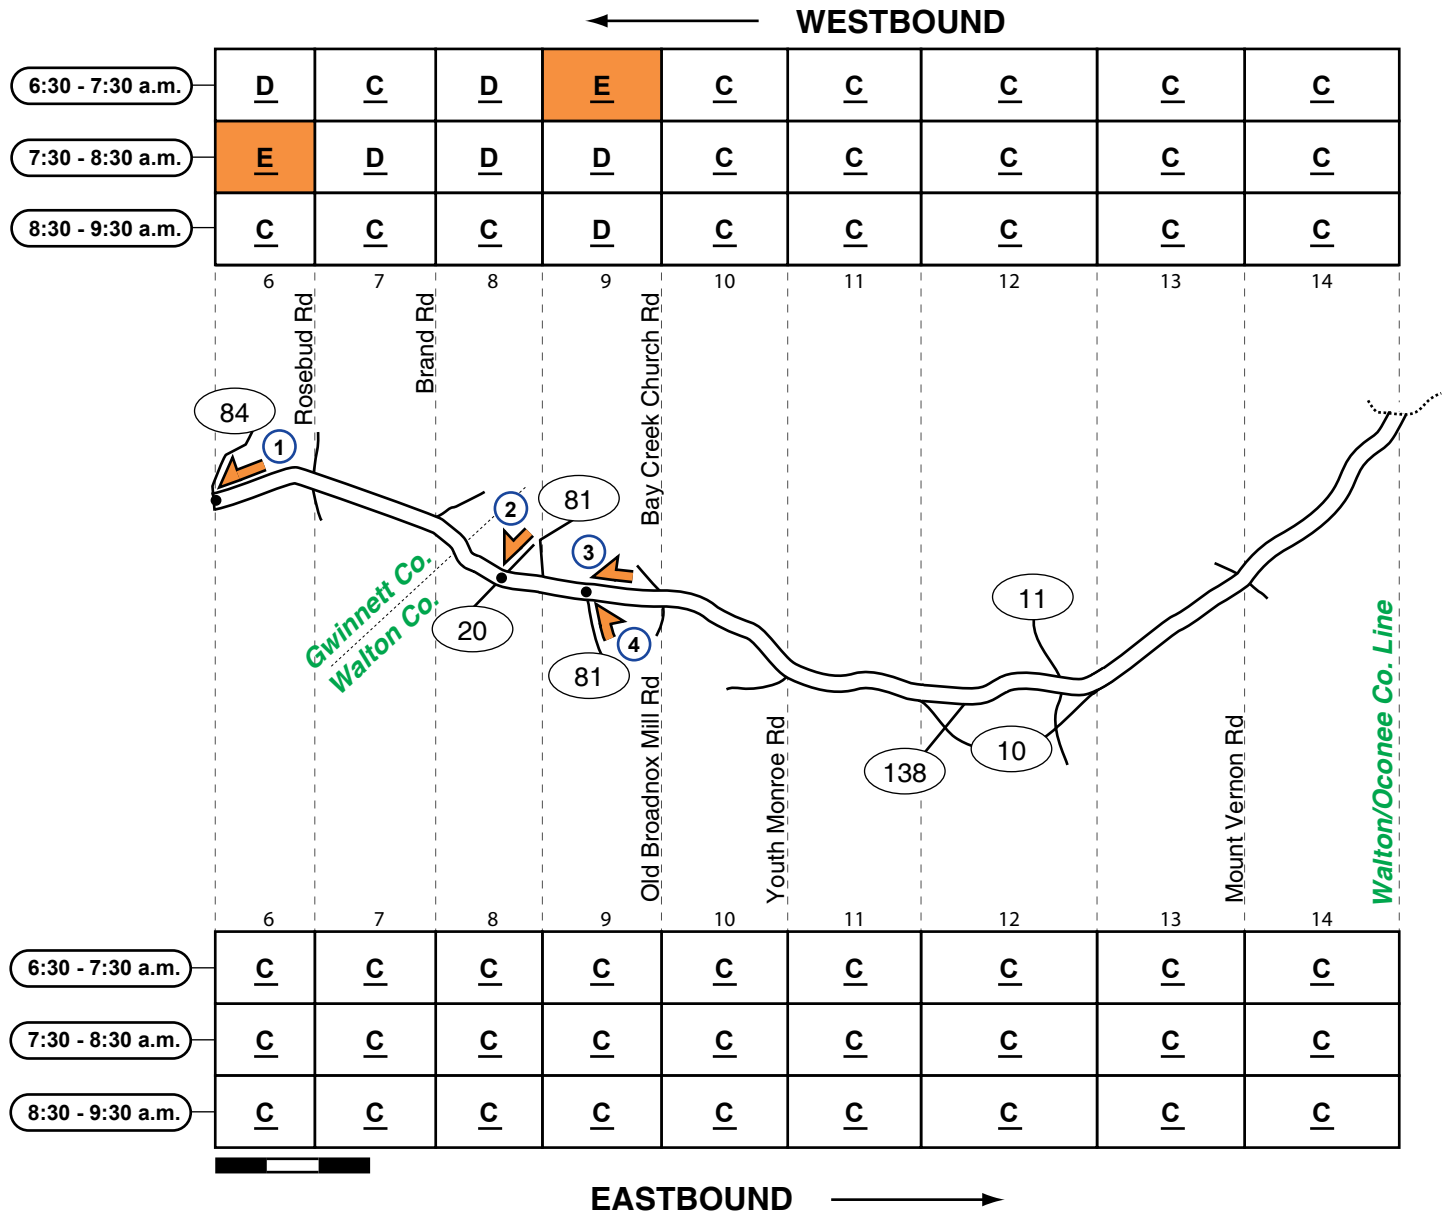 WESTBOUND
6:30 - 7:30 a.m. D C D E C C C C C
7:30 - 8:30 a.m. E D D D C C C C C
8:30 - 9:30 a.m. C C C D C C C C C
6 7 8 9 10 11 12 13 14
Rosebud Rd
Brand Rd
Bay Creek Church Rd
84
1
2
81
3
Gwinnett Co.
Walton Co.
20
4
81
11
138
10
Old Broadnox Mill Rd
Youth Monroe Rd
Mount Vernon Rd
Walton/Oconee Co. Line
6 7 8 9 10 11 12 13 14
6:30 - 7:30 a.m. C C C C C C C C C
7:30 - 8:30 a.m. C C C C C C C C C
8:30 - 9:30 a.m. C C C C C C C C C
EASTBOUND